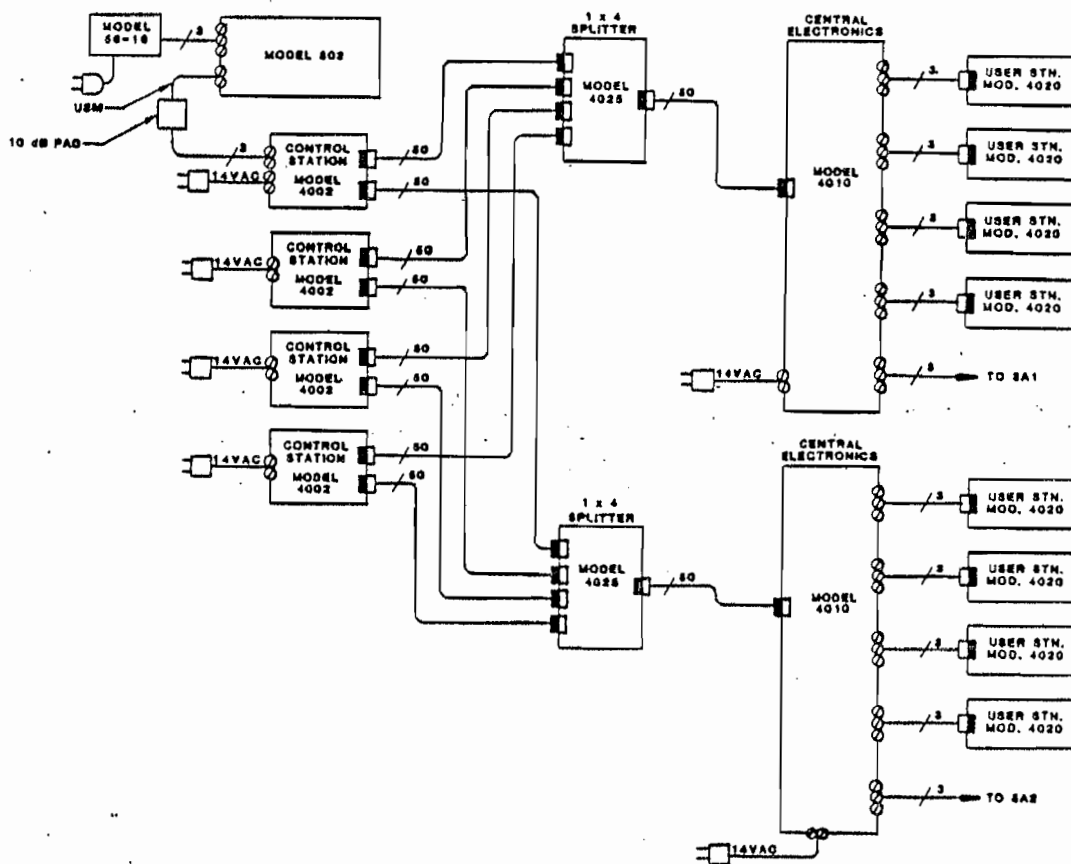 MODEL
56-16
3
MODEL 502
USM
10 dB PAD
3
CONTROL
STATION
MODEL
4002
14VAC
50
50
CONTROL
STATION
MODEL
4002
14VAC
50
50
CONTROL
STATION
MODEL
4002
14VAC
50
50
CONTROL
STATION
MODEL
4002
14VAC
50
50
1 x 4
SPLITTER
MODEL
4025
50
1 x 4
SPLITTER
MODEL
4025
50
CENTRAL
ELECTRONICS
MODEL
4010
14VAC
3
USER STN.
MOD. 4020
3
USER STN.
MOD. 4020
3
USER STN.
MOD. 4020
3
USER STN.
MOD. 4020
3
TO SA1
CENTRAL
ELECTRONICS
MODEL
4010
14VAC
3
USER STN.
MOD. 4020
3
USER STN.
MOD. 4020
3
USER STN.
MOD. 4020
3
USER STN.
MOD. 4020
3
TO SA2